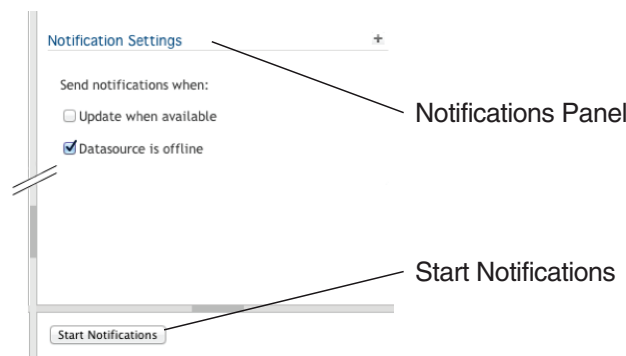 Notification Settings +
Send notifications when:
Update when available
Datasource is offline
Notifications Panel
Start Notifications
Start Notifications